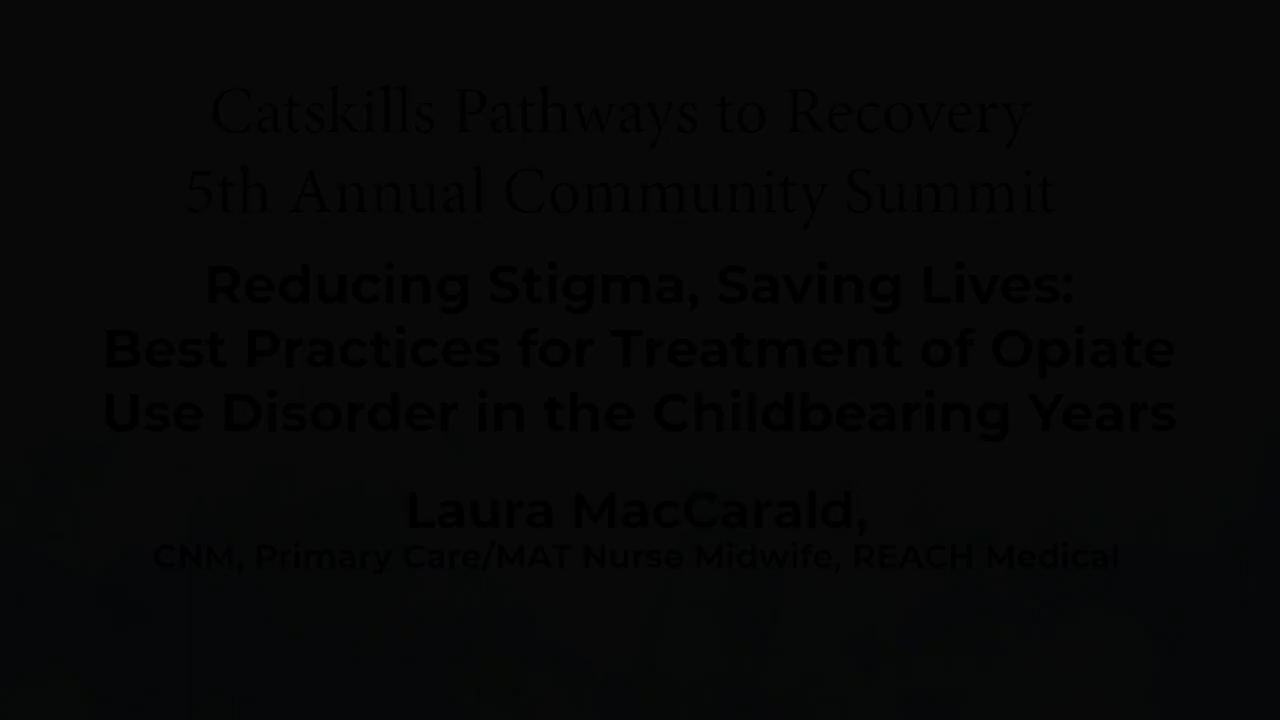 Catskills Pathways to Recovery
5th Annual Community Summit
Reducing Stigma, Saving Lives:
Best Practices for Treatment of Opiate
Use Disorder in the Childbearing Years
Laura MacCarald,
CNM, Primary Care/MAT Nurse Midwife, REACH Medical